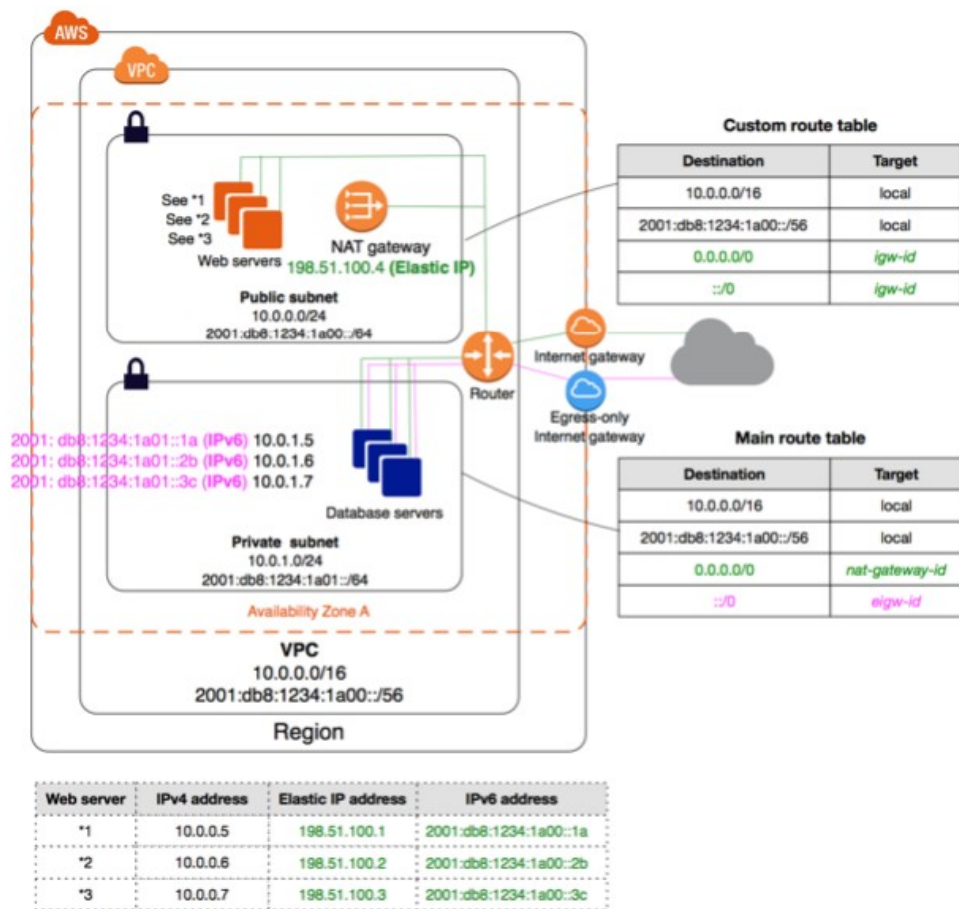 AWS
VPC
See *1
See *2
See *3
Web servers
NAT gateway
198.51.100.4 (Elastic IP)
Public subnet
10.0.0.0/24
2001:db8:1234:1a00::/64
Router
Internet gateway
Egress-only
Internet gateway
2001: db8:1234:1a01::1a (IPv6) 10.0.1.5
2001: db8:1234:1a01::2b (IPv6) 10.0.1.6
2001: db8:1234:1a01::3c (IPv6) 10.0.1.7
Database servers
Private subnet
10.0.1.0/24
2001:db8:1234:1a01::/64
Availability Zone A
VPC
10.0.0.0/16
2001:db8:1234:1a00::/56
Region
Custom route table
Destination Target
10.0.0.0/16 local
2001:db8:1234:1a00::/56 local
0.0.0.0/0 igw-id
::/0 igw-id
Main route table
Destination Target
10.0.0.0/16 local
2001:db8:1234:1a00::/56 local
0.0.0.0/0 nat-gateway-id
::/0 eigw-id
Web server IPv4 address Elastic IP address IPv6 address
*1 10.0.0.5 198.51.100.1 2001:db8:1234:1a00::1a
*2 10.0.0.6 198.51.100.2 2001:db8:1234:1a00::2b
*3 10.0.0.7 198.51.100.3 2001:db8:1234:1a00::3c